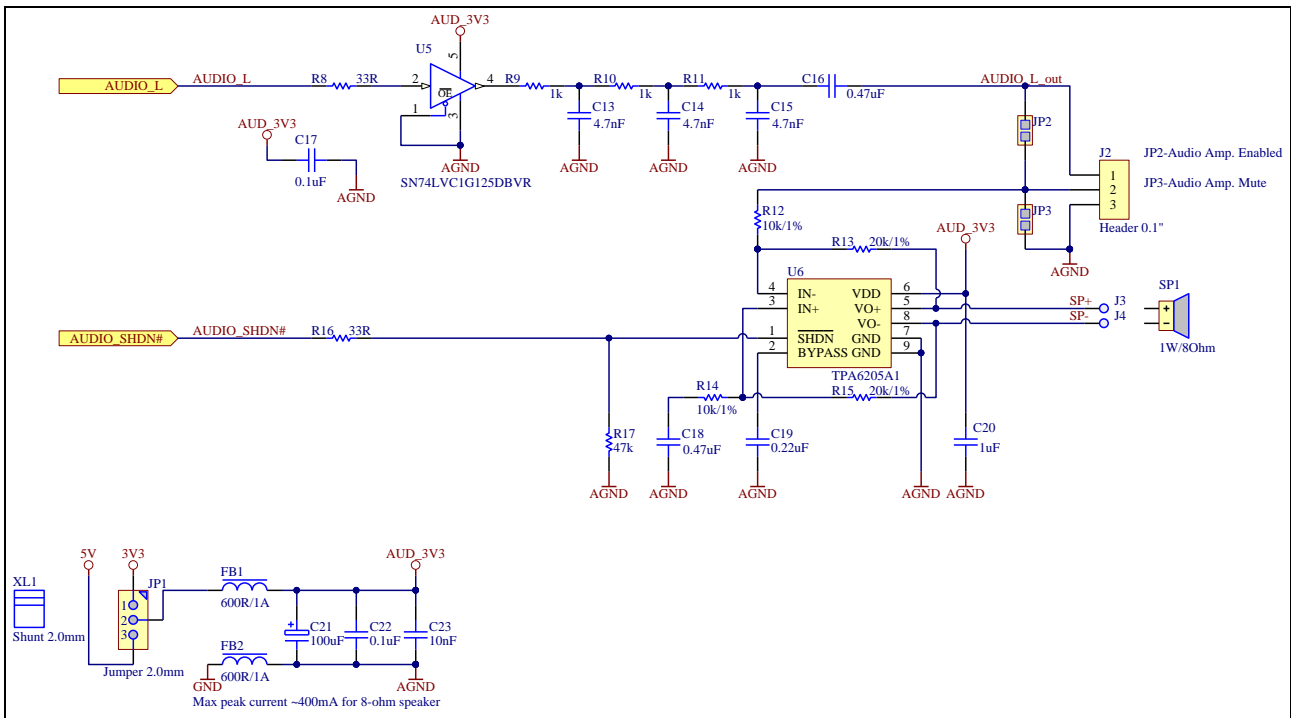 AUD_3V3
U5
5
AUDIO_L
AUDIO_L
R8
33R
2
OE
4
R9
1k
R10
1k
R11
1k
C16
0.47uF
AUDIO_L_out
1
3
C13
4.7nF
C14
4.7nF
C15
4.7nF
JP2
AUD_3V3
C17
0.1uF
AGND
AGND
SN74LVC1G125DBVR
AGND
AGND
AGND
J2
1
2
3
Header 0.1"
JP2-Audio Amp. Enabled
JP3-Audio Amp. Mute
JP3
AGND
R12
10k/1%
R13
20k/1%
AUD_3V3
U6
4
IN-
3
IN+
1
SHDN
2
BYPASS
VDD
6
VO+
5
VO-
8
GND
7
GND
9
TPA6205A1
SP+
J3
SP-
J4
SP1
+
−
1W/8Ohm
AUDIO_SHDN#
AUDIO_SHDN#
R16
33R
R14
10k/1%
R15
20k/1%
R17
47k
C18
0.47uF
C19
0.22uF
C20
1uF
AGND
AGND
AGND
AGND
AGND
5V
3V3
AUD_3V3
XL1
Shunt 2.0mm
JP1
1
2
3
Jumper 2.0mm
FB1
600R/1A
+
C21
100uF
C22
0.1uF
C23
10nF
FB2
600R/1A
GND
AGND
Max peak current ~400mA for 8-ohm speaker